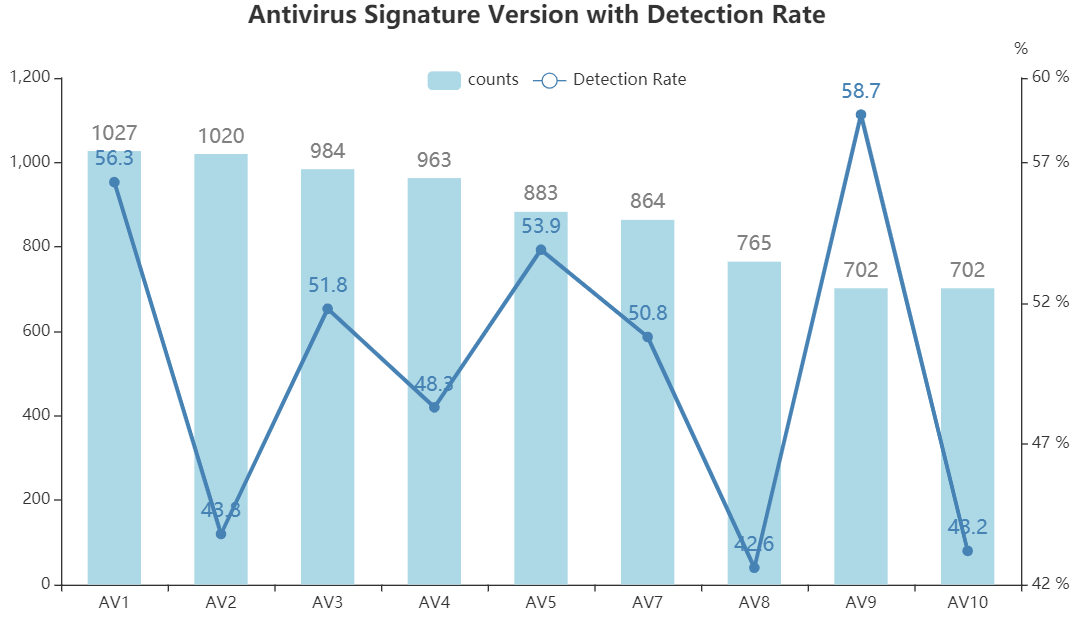 Antivirus Signature Version with Detection Rate
%
counts Detection Rate
1,200 60 %
58.7
1027 1020 984 963
56.3
1,000 57 %
883 864
53.9
800 765 702 702
51.8
50.8
600 52 %
48.3
400 47 %
200
43.8 42.6 43.2
0 42 %
AV1 AV2 AV3 AV4 AV5 AV7 AV8 AV9 AV10